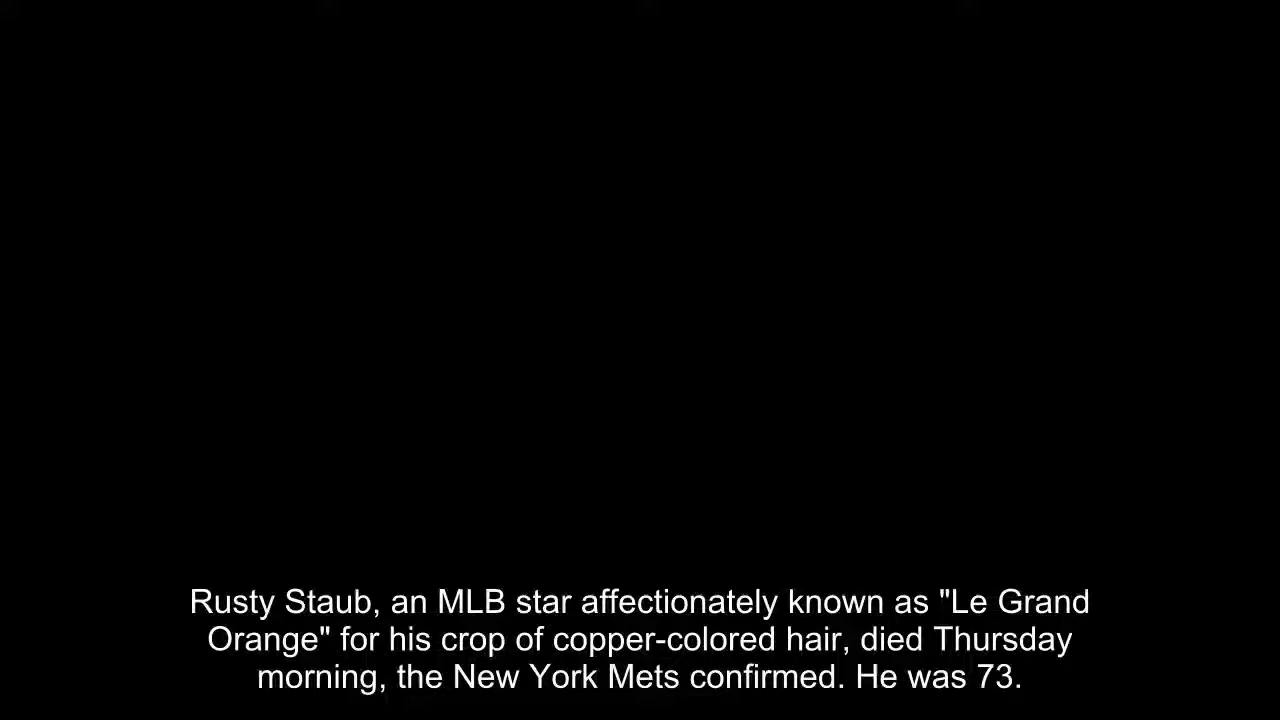 Rusty Staub, an MLB star affectionately known as "Le Grand
Orange" for his crop of copper-colored hair, died Thursday
morning, the New York Mets confirmed. He was 73.